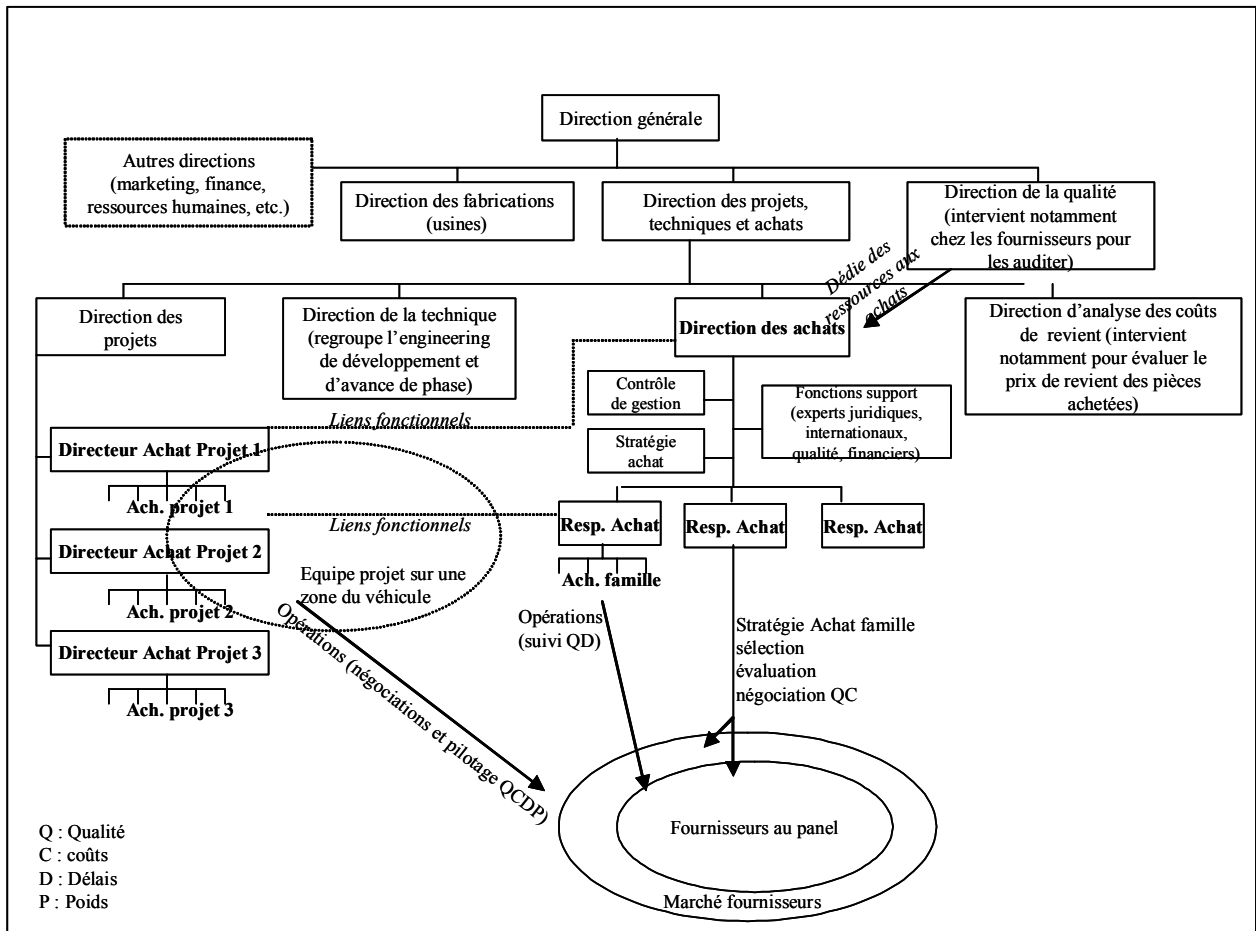 Direction générale
Autres directions
(marketing, finance,
ressources humaines, etc.)
Direction des fabrications
(usines)
Direction des projets,
techniques et achats
Direction de la qualité
(intervient notamment
chez les fournisseurs pour
les auditer)
Dédie des
ressources aux
achats
Direction des
projets
Direction de la technique
(regroupe l’engineering
de développement et
d’avance de phase)
Direction des achats
Direction d’analyse des coûts
de revient (intervient
notamment pour évaluer le
prix de revient des pièces
achetées)
Contrôle
de gestion
Fonctions support
(experts juridiques,
internationaux,
qualité, financiers)
Stratégie
achat
Liens fonctionnels
Directeur Achat Projet 1
Ach. projet 1
Liens fonctionnels
Resp. Achat
Resp. Achat
Resp. Achat
Directeur Achat Projet 2
Ach. projet 2
Equipe projet sur une
zone du véhicule
Ach. famille
Directeur Achat Projet 3
Ach. projet 3
Opérations (négociations et pilotage QCDP)
Opérations
(suivi QD)
Stratégie Achat famille
sélection
évaluation
négociation QC
Fournisseurs au panel
Marché fournisseurs
Q : Qualité
C : coûts
D : Délais
P : Poids